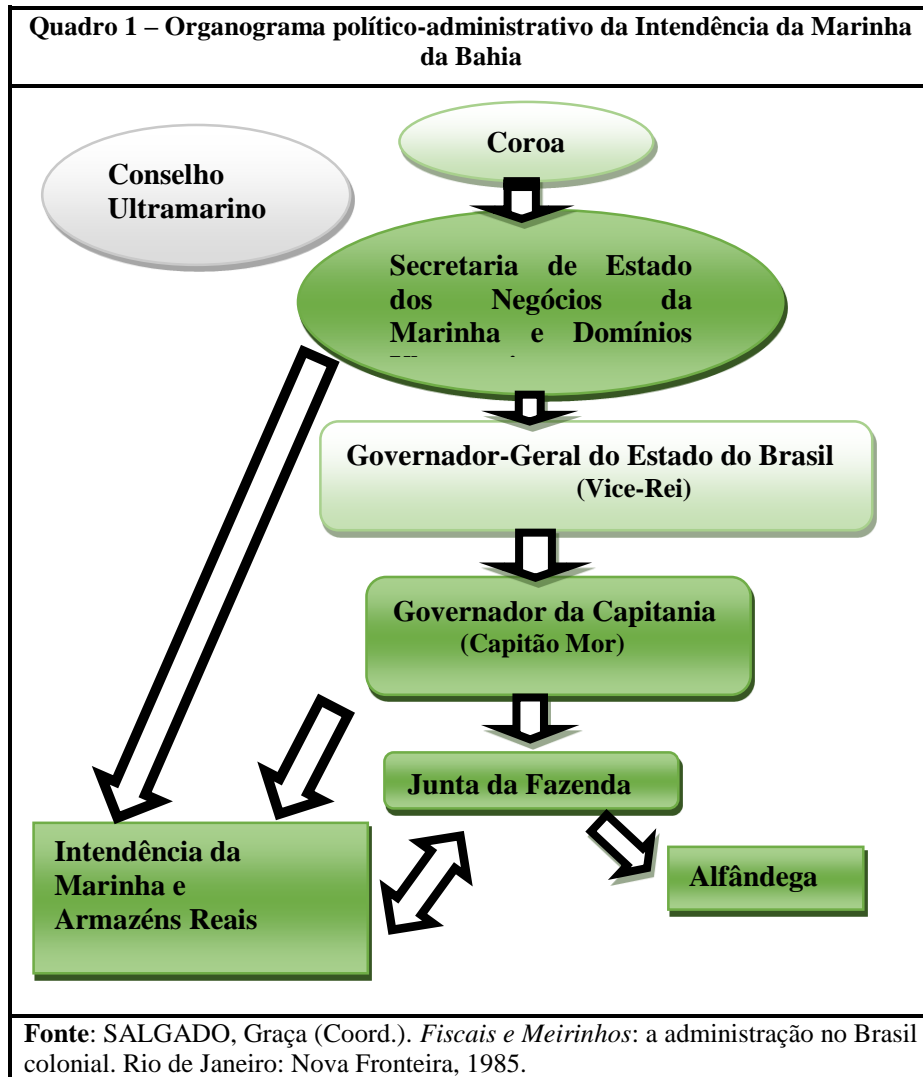 Quadro 1 – Organograma político-administrativo da Intendência da Marinha
da Bahia
Coroa
Conselho
Ultramarino
Secretaria de Estado
dos Negócios da
Marinha e Domínios
Governador-Geral do Estado do Brasil
(Vice-Rei)
Governador da Capitania
(Capitão Mor)
Junta da Fazenda
Intendência da
Marinha e
Armazéns Reais
Alfândega
Fonte: SALGADO, Graça (Coord.). Fiscais e Meirinhos: a administração no Brasil
colonial. Rio de Janeiro: Nova Fronteira, 1985.